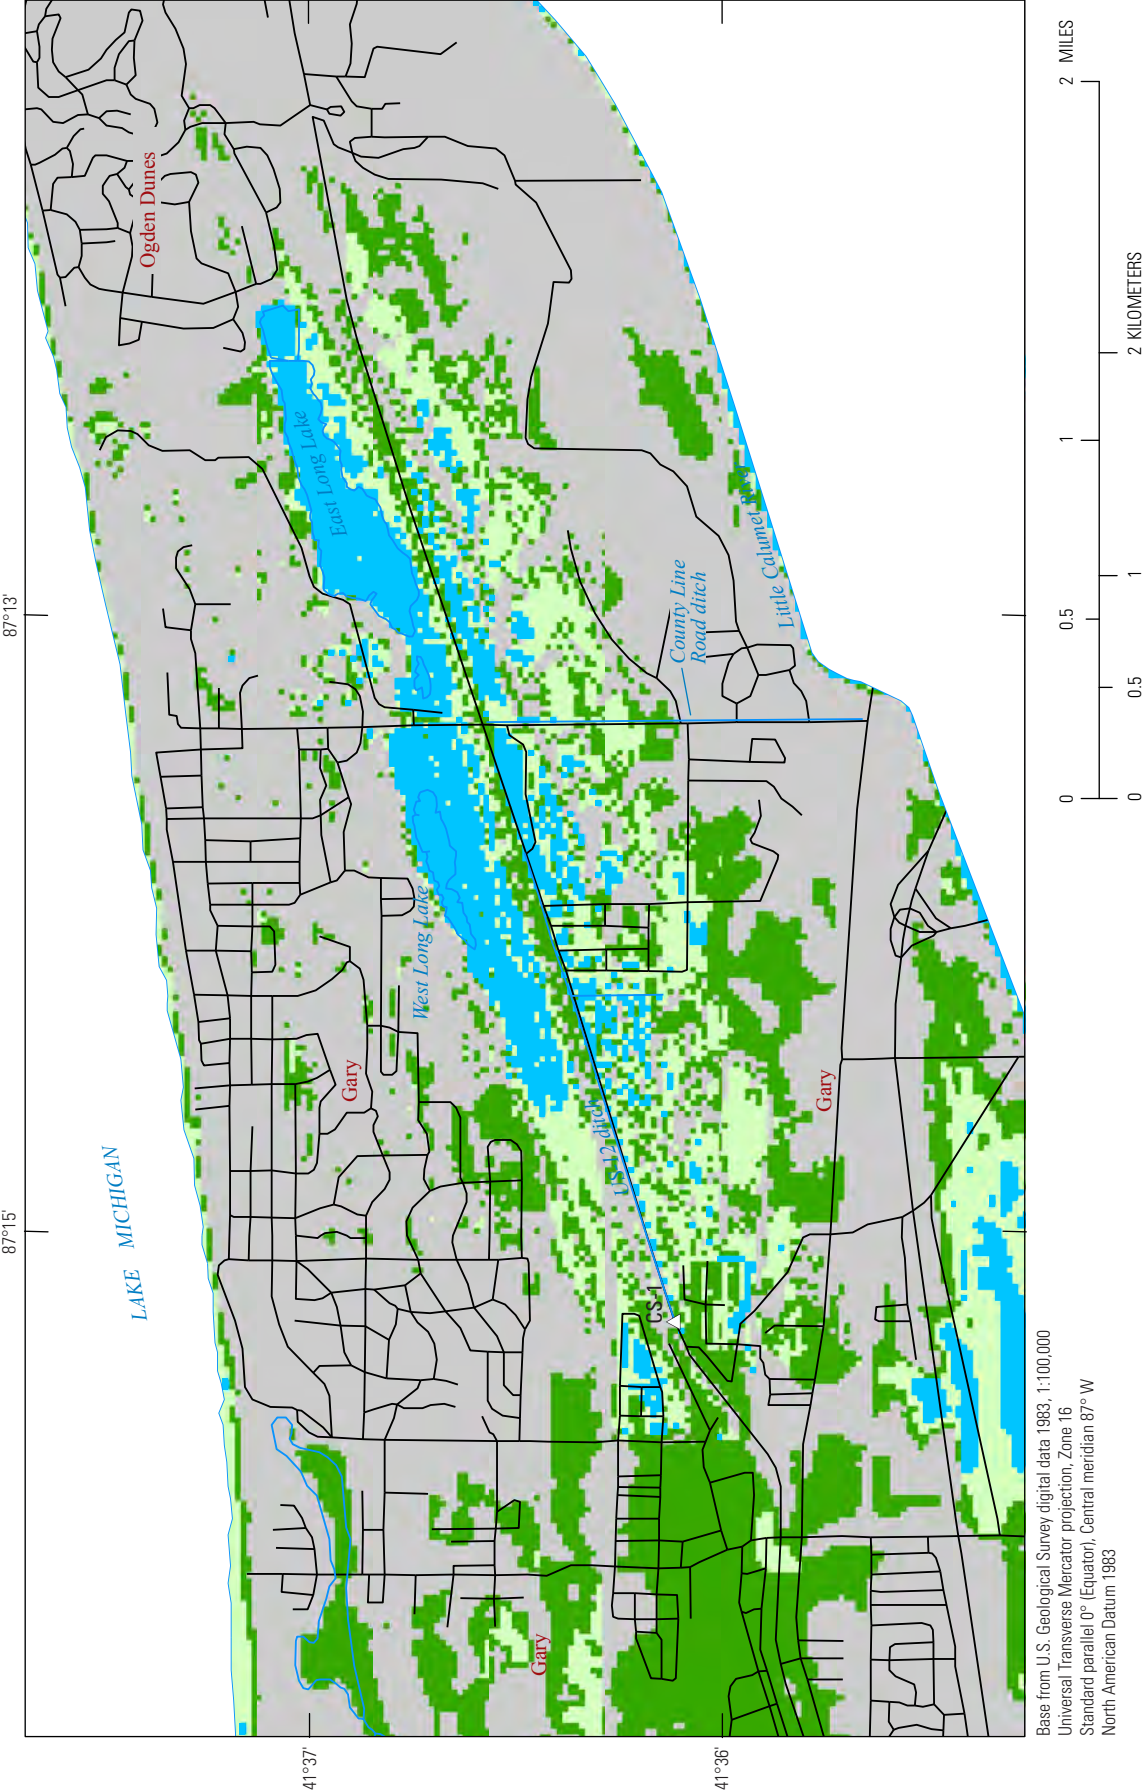 87°15'
87°13'
41°37'
41°36'
LAKE MICHIGAN
Ogden Dunes
East Long Lake
West Long Lake
Gary
Gary
Gary
US 12 ditch
CS-1
County Line
Road ditch
Little Calumet River
Base from U.S. Geological Survey digital data 1983, 1:100,000
Universal Transverse Mercator projection, Zone 16
Standard parallel 0° (Equator), Central meridian 87° W
North American Datum 1983
0 0.5 1 2 MILES
0 0.5 1 2 KILOMETERS